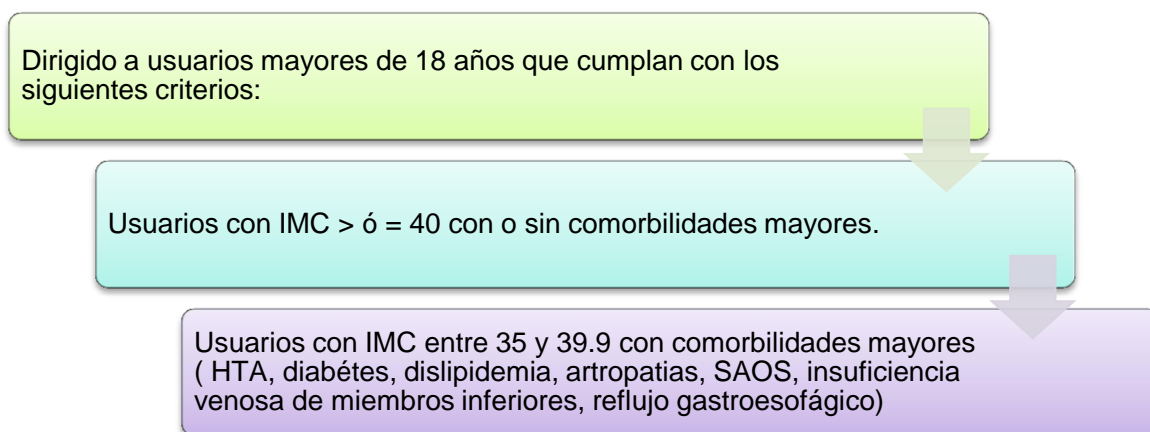 Dirigido a usuarios mayores de 18 años que cumplan con los
siguientes criterios:
Usuarios con IMC > ó = 40 con o sin comorbilidades mayores.
Usuarios con IMC entre 35 y 39.9 con comorbilidades mayores
( HTA, diabétes, dislipidemia, artropatias, SAOS, insuficiencia
venosa de miembros inferiores, reflujo gastroesofágico)